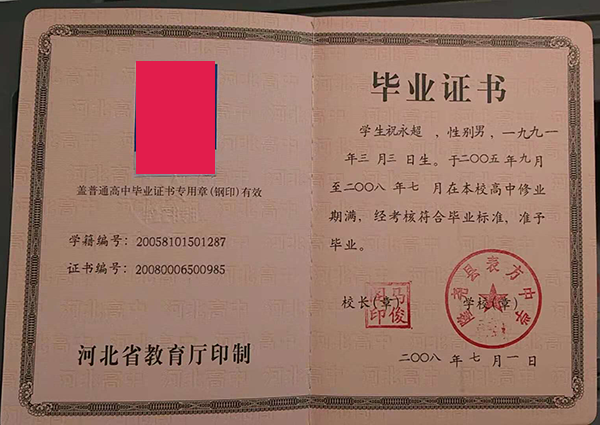 盖普通高中毕业证书专用章(钢印)有效
学籍编号：20058101501287
证书编号：20080006500985
河北省教育厅印制
毕业证书
学生祝永超 ，性别男，一九九一
年三月三日生。于二〇〇五年九月
至二〇〇八年七 月在本校高中修业
期满，经考核符合毕业标准，准予
毕业。
校长(章)
学校(章)
二〇〇八 年七月一日